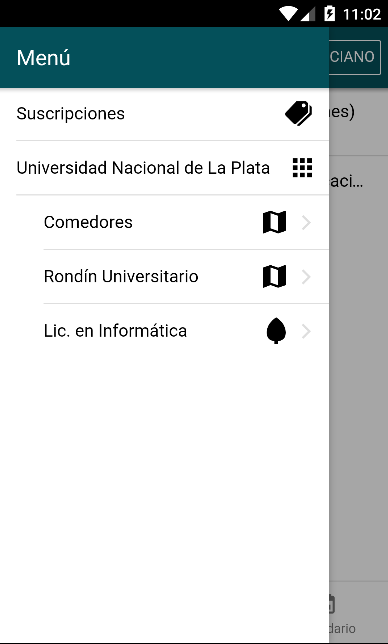 11:02
Menú
CIANO
Suscripciones
nes)
Universidad Nacional de La Plata
aci...
Comedores
Rondín Universitario
Lic. en Informática
dario